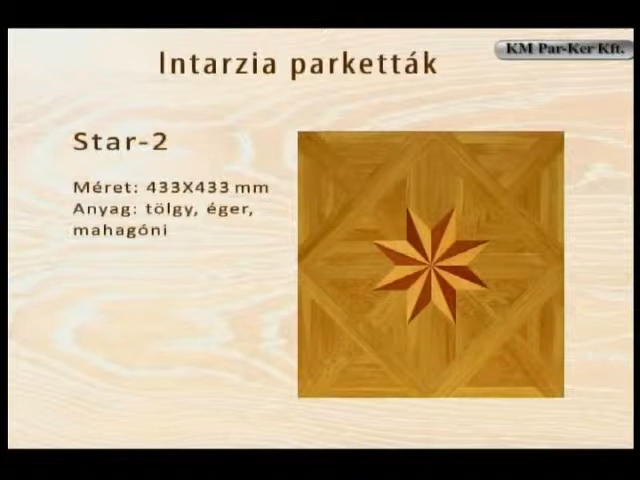 KM Par-Ker Kft.
Intarzia parketták
Star-2
Méret: 433X433 mm
Anyag: tölgy, éger,
mahagóni